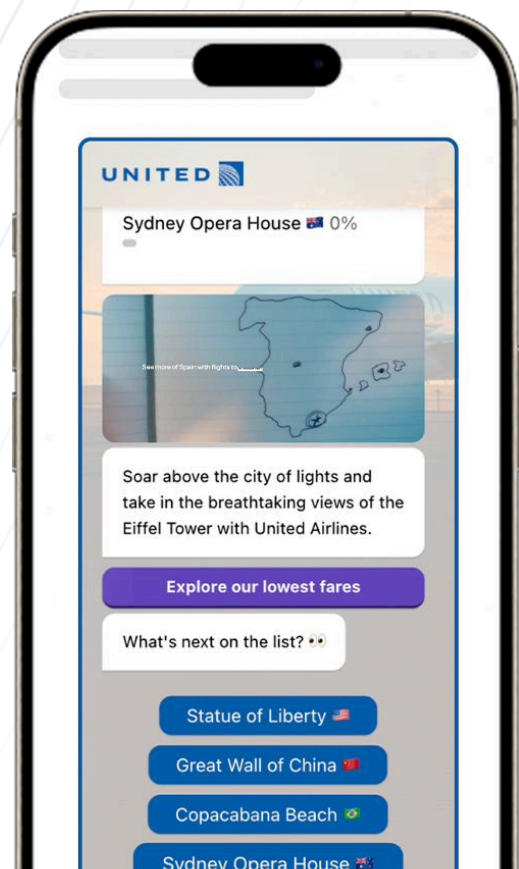 UNITED
Sydney Opera House 🇦🇺 0%
See more of Spain with flights to
Soar above the city of lights and
take in the breathtaking views of the
Eiffel Tower with United Airlines.
Explore our lowest fares
What's next on the list? 👀
Statue of Liberty 🇺🇸
Great Wall of China 🇨🇳
Copacabana Beach 🇧🇷
Sydney Opera House 🇦🇺